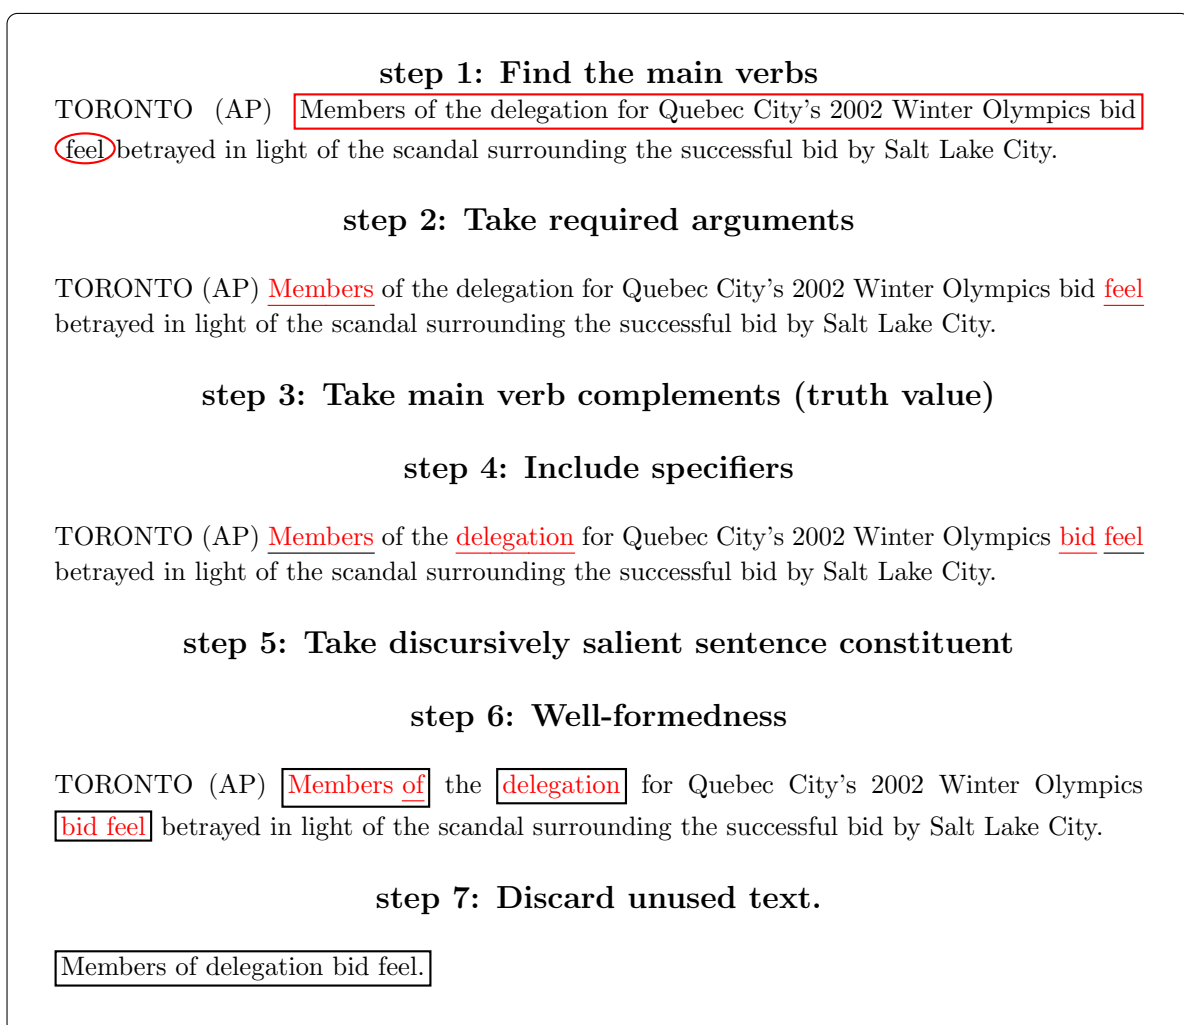 step 1: Find the main verbs
TORONTO (AP) Members of the delegation for Quebec City's 2002 Winter Olympics bid
feel betrayed in light of the scandal surrounding the successful bid by Salt Lake City.
step 2: Take required arguments
TORONTO (AP) Members of the delegation for Quebec City's 2002 Winter Olympics bid feel
betrayed in light of the scandal surrounding the successful bid by Salt Lake City.
step 3: Take main verb complements (truth value)
step 4: Include specifiers
TORONTO (AP) Members of the delegation for Quebec City's 2002 Winter Olympics bid feel
betrayed in light of the scandal surrounding the successful bid by Salt Lake City.
step 5: Take discursively salient sentence constituent
step 6: Well-formedness
TORONTO (AP) Members of the delegation for Quebec City's 2002 Winter Olympics
bid feel betrayed in light of the scandal surrounding the successful bid by Salt Lake City.
step 7: Discard unused text.
Members of delegation bid feel.